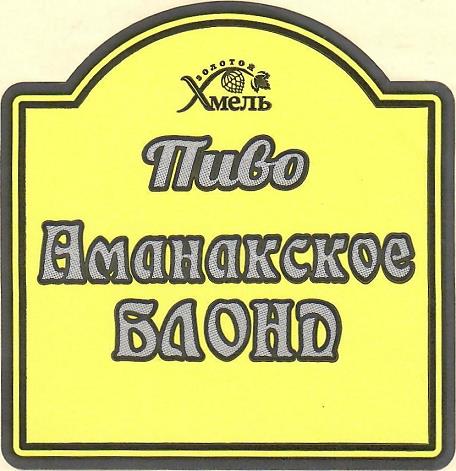 золотой
Хмель
Пиво
Аманакское
БЛОНД